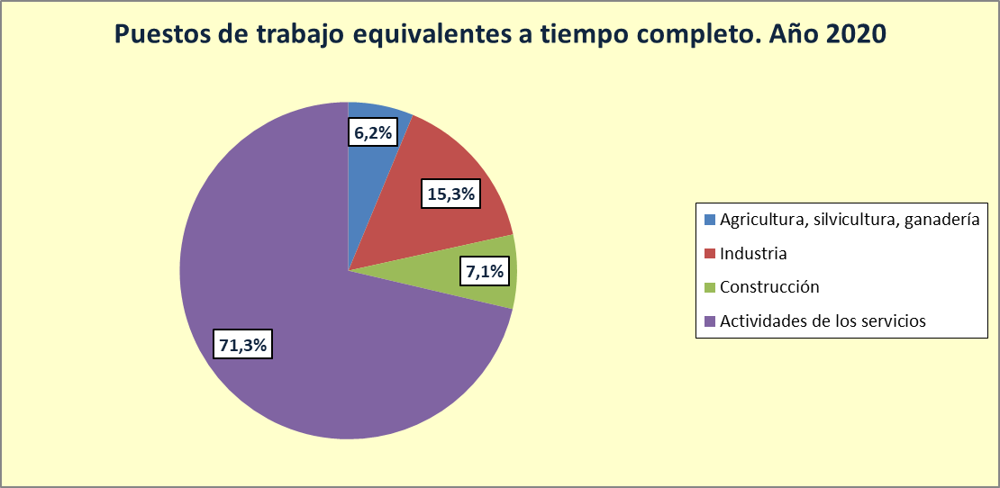 Puestos de trabajo equivalentes a tiempo completo. Año 2020
6,2%
15,3%
7,1%
71,3%
Agricultura, silvicultura, ganadería
Industria
Construcción
Actividades de los servicios